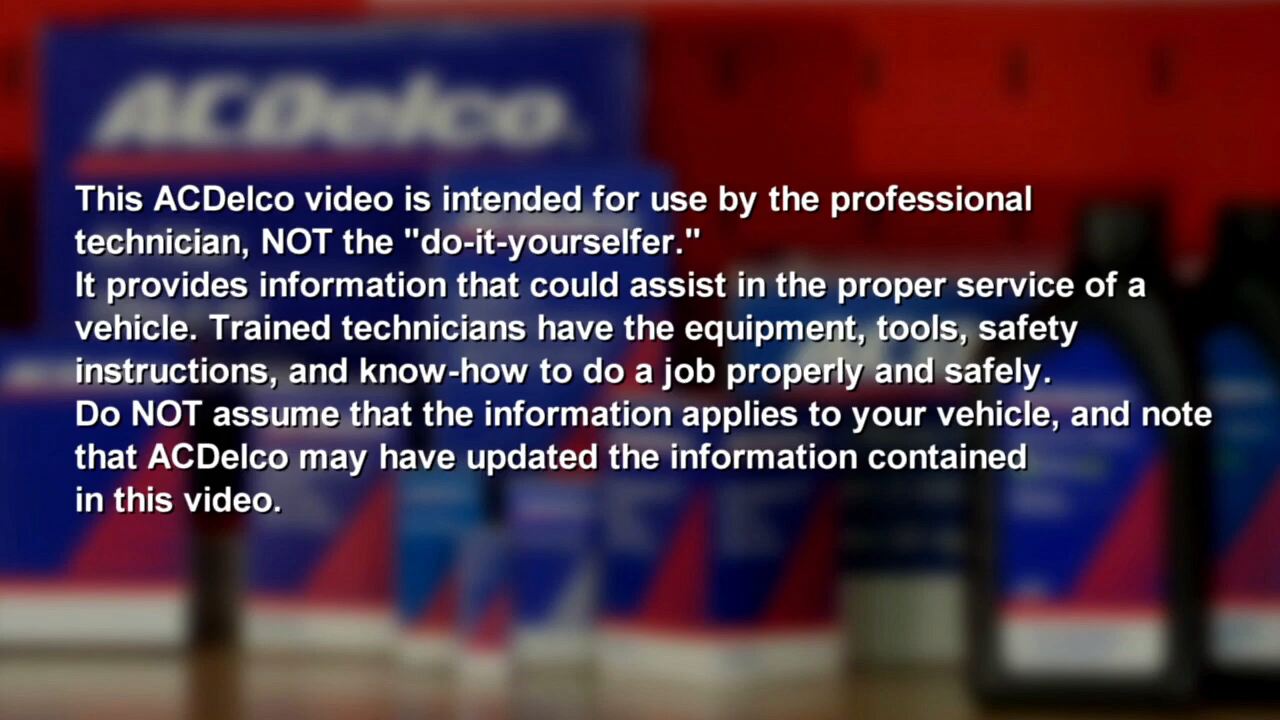 ACDelco
This ACDelco video is intended for use by the professional
technician, NOT the "do-it-yourselfer."
It provides information that could assist in the proper service of a
vehicle. Trained technicians have the equipment, tools, safety
instructions, and know-how to do a job properly and safely.
Do NOT assume that the information applies to your vehicle, and note
that ACDelco may have updated the information contained
in this video.